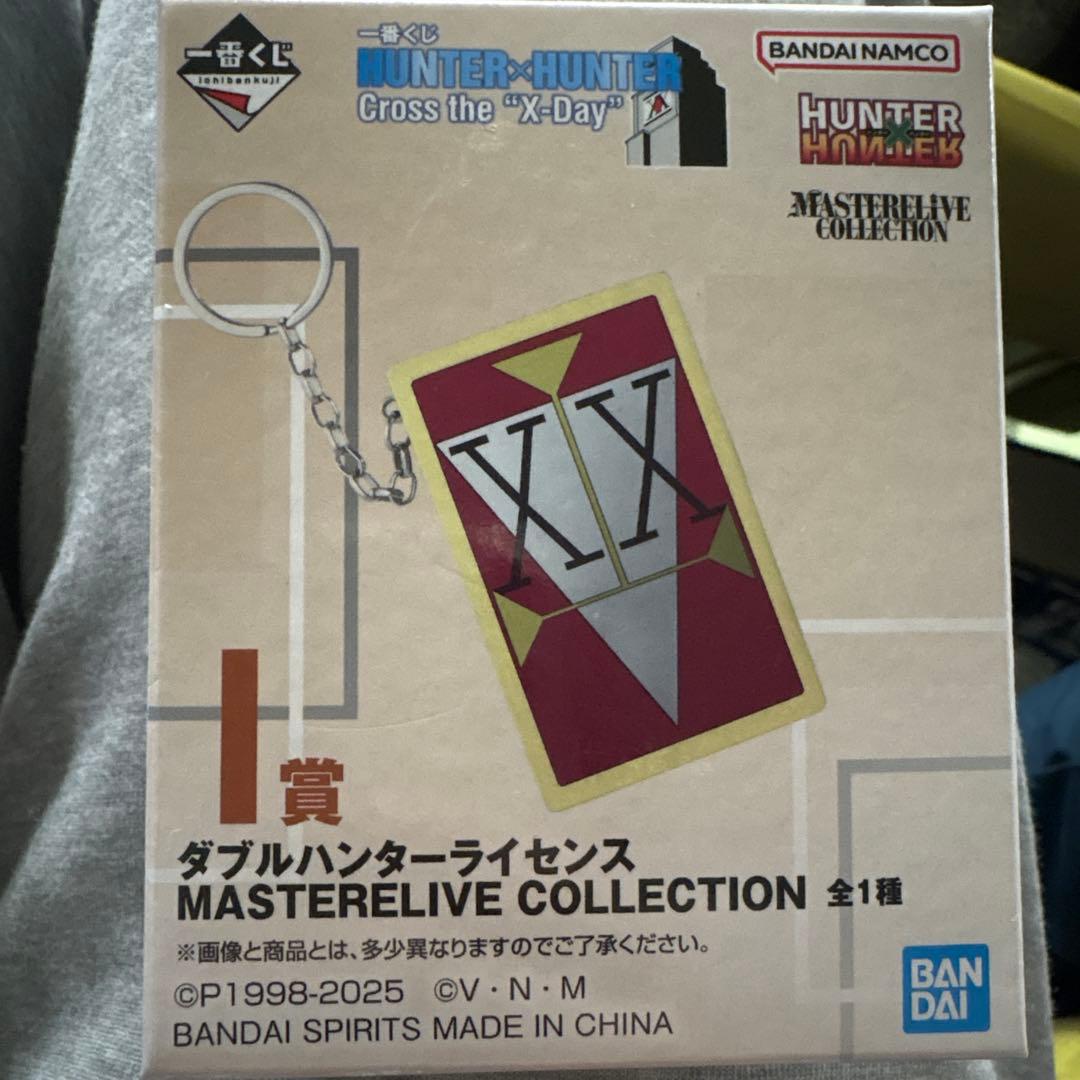 一番くじ
ichibankuji
一番くじ
HUNTER×HUNTER
Cross the "X-Day"
BANDAI NAMCO
HUNTER×HUNTER
MASTERELIVE
COLLECTION
XX
I賞
ダブルハンターライセンス
MASTERELIVE COLLECTION 全1種
※画像と商品とは、多少異なりますのでご了承ください。
©P1998-2025 ©V・N・M
BANDAI SPIRITS MADE IN CHINA
BAN
DAI